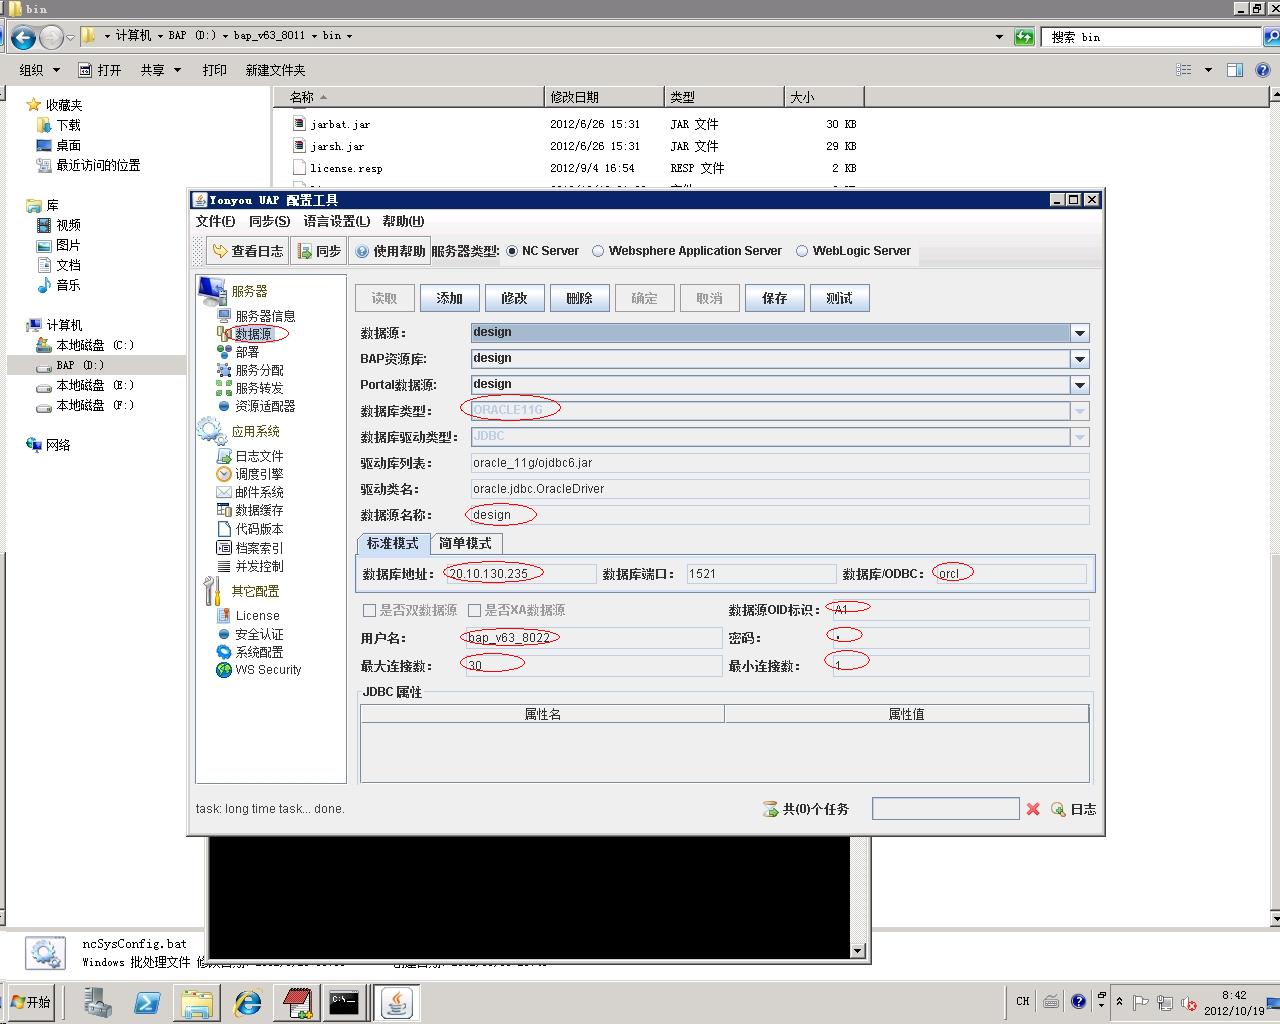 bin
计算机 BAP (D:) bap_v63_8011 bin
搜索 bin
组织 打开 共享 打印 新建文件夹
收藏夹
下载
桌面
最近访问的位置
库
视频
图片
文档
音乐
计算机
本地磁盘 (C:)
BAP (D:)
本地磁盘 (E:)
本地磁盘 (F:)
网络
名称 修改日期 类型 大小
jarbat.jar 2012/6/26 15:31 JAR 文件 30 KB
jarsh.jar 2012/6/26 15:31 JAR 文件 29 KB
license.resp 2012/9/4 16:54 RESP 文件 2 KB
Yonyou UAP 配置工具
文件(F) 同步(S) 语言设置(L) 帮助(H)
查看日志 同步 使用帮助 服务器类型: NC Server Websphere Application Server WebLogic Server
服务器
服务器信息
数据源
部署
服务分配
服务转发
资源适配器
应用系统
日志文件
调度引擎
邮件系统
数据缓存
代码版本
档案索引
并发控制
其它配置
License
安全认证
系统配置
WS Security
读取 添加 修改 删除 确定 取消 保存 测试
数据源: design
BAP资源库: design
Portal数据源: design
数据库类型: ORACLE11G
数据库驱动类型: JDBC
驱动库列表: oracle_11g/ojdbc6.jar
驱动类名: oracle.jdbc.OracleDriver
数据源名称: design
标准模式 简单模式
数据库地址: 20.10.130.235 数据库端口: 1521 数据库/ODBC: orcl
是否双数据源 是否XA数据源 数据源OID标识: A1
用户名: bap_v63_8022 密码:
最大连接数: 30 最小连接数: 1
JDBC 属性
属性名 属性值
task: long time task... done.
共(0)个任务 日志
ncSysConfig.bat
Windows 批处理文件
开始
CH
8:42
2012/10/19